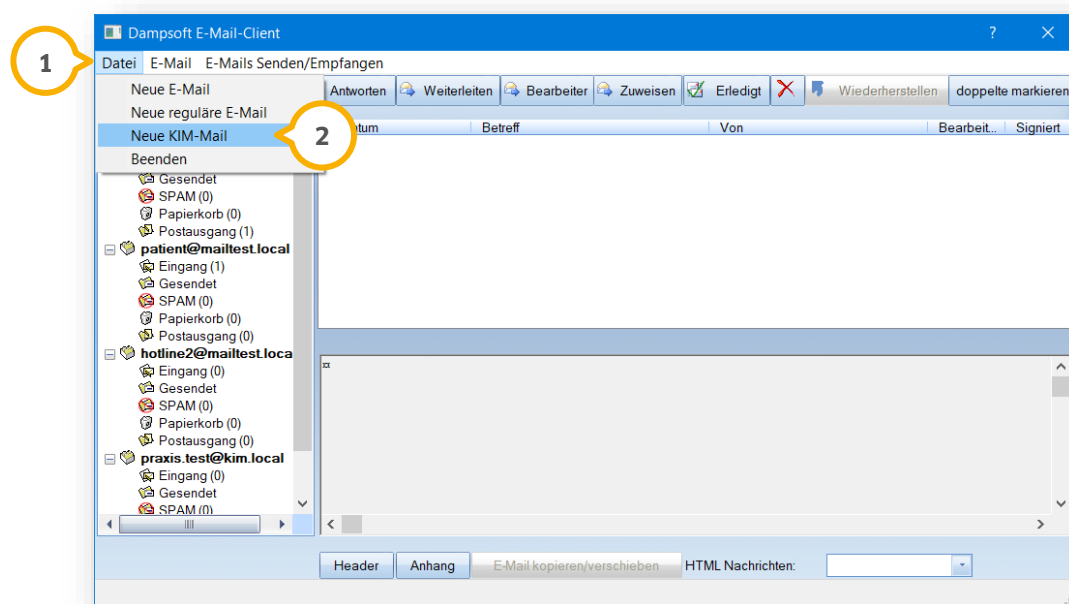 Dampsoft E-Mail-Client
?
1
Datei E-Mail E-Mails Senden/Empfangen
Neue E-Mail
Neue reguläre E-Mail
Neue KIM-Mail
Beenden
2
Antworten Weiterleiten Bearbeiter Zuweisen Erledigt Wiederherstellen doppelte markieren
Betreff Von Bearbeit... Signiert
Gesendet
SPAM (0)
Papierkorb (0)
Postausgang (1)
patient@mailtest.local
Eingang (1)
Gesendet
SPAM (0)
Papierkorb (0)
Postausgang (0)
hotline2@mailtest.loca
Eingang (0)
Gesendet
SPAM (0)
Papierkorb (0)
Postausgang (0)
praxis.test@kim.local
Eingang (0)
Gesendet
SPAM (0)
¤
Header Anhang E-Mail kopieren/verschieben HTML Nachrichten: